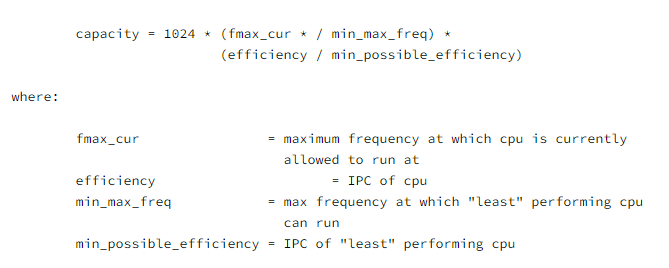 capacity = 1024 * (fmax_cur * / min_max_freq) *
(efficiency / min_possible_efficiency)
where:
fmax_cur = maximum frequency at which cpu is currently
allowed to run at
efficiency = IPC of cpu
min_max_freq = max frequency at which "least" performing cpu
can run
min_possible_efficiency = IPC of "least" performing cpu